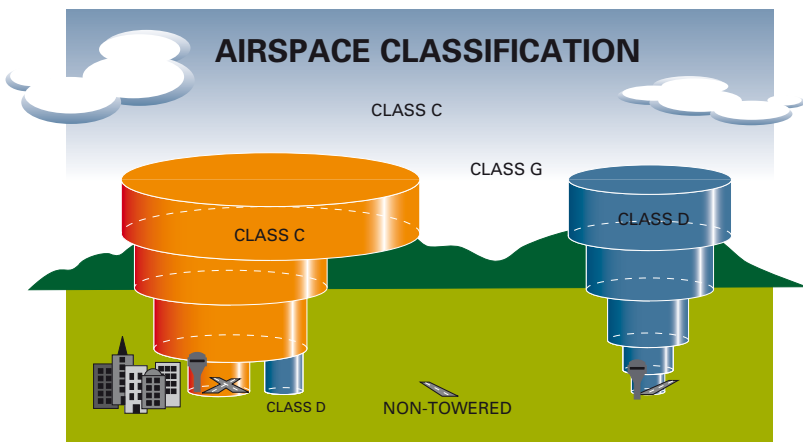 AIRSPACE CLASSIFICATION
CLASS C
CLASS G
CLASS C
CLASS D
CLASS D
NON-TOWERED